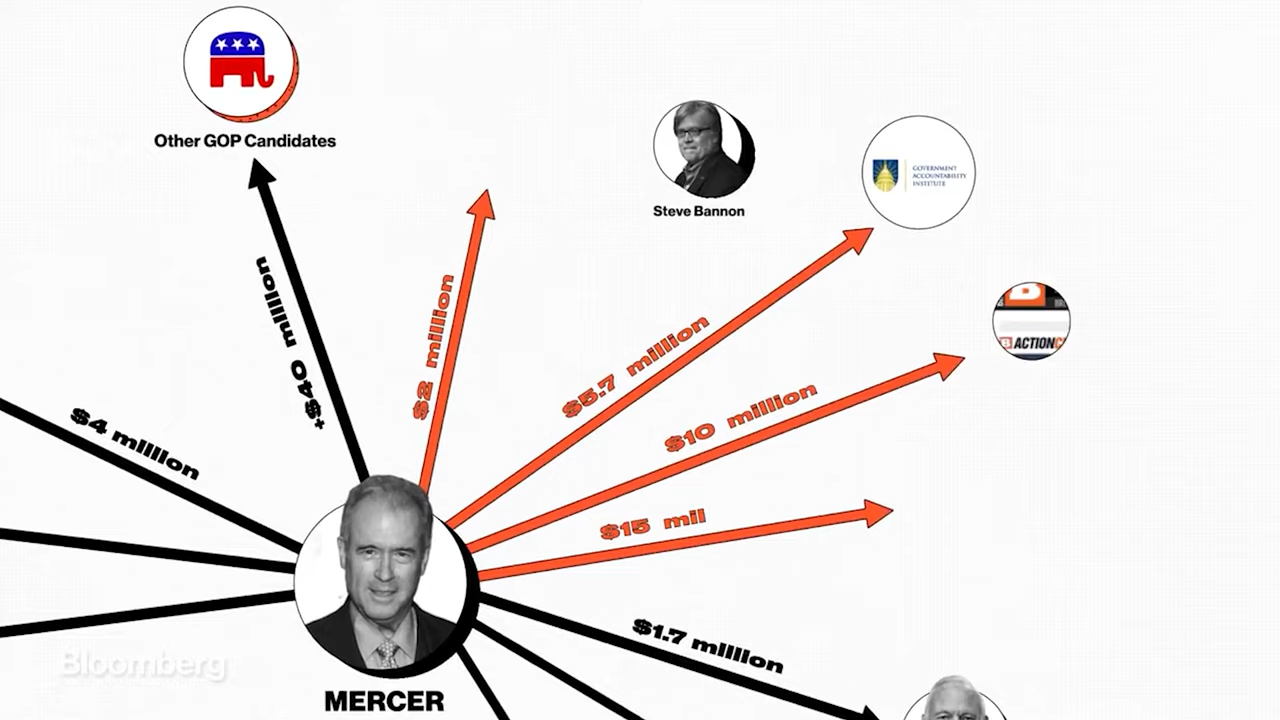 Other GOP Candidates
Steve Bannon
GOVERNMENT
ACCOUNTABILITY
INSTITUTE
B
B ACTION
+$40 million
$2 million
$5.7 million
$10 million
$15 mil
$4 million
$1.7 million
Bloomberg
MERCER